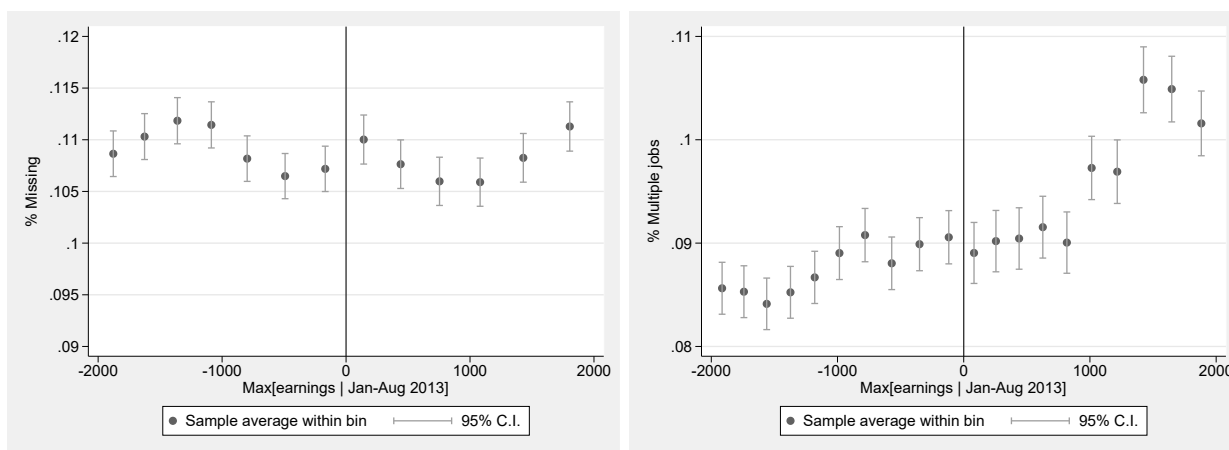 .12
.115
.11
.105
.1
.095
.09
% Missing
-2000 -1000 0 1000 2000
Max[earnings | Jan-Aug 2013]
Sample average within bin 95% C.I.
.11
.1
.09
.08
% Multiple jobs
-2000 -1000 0 1000 2000
Max[earnings | Jan-Aug 2013]
Sample average within bin 95% C.I.